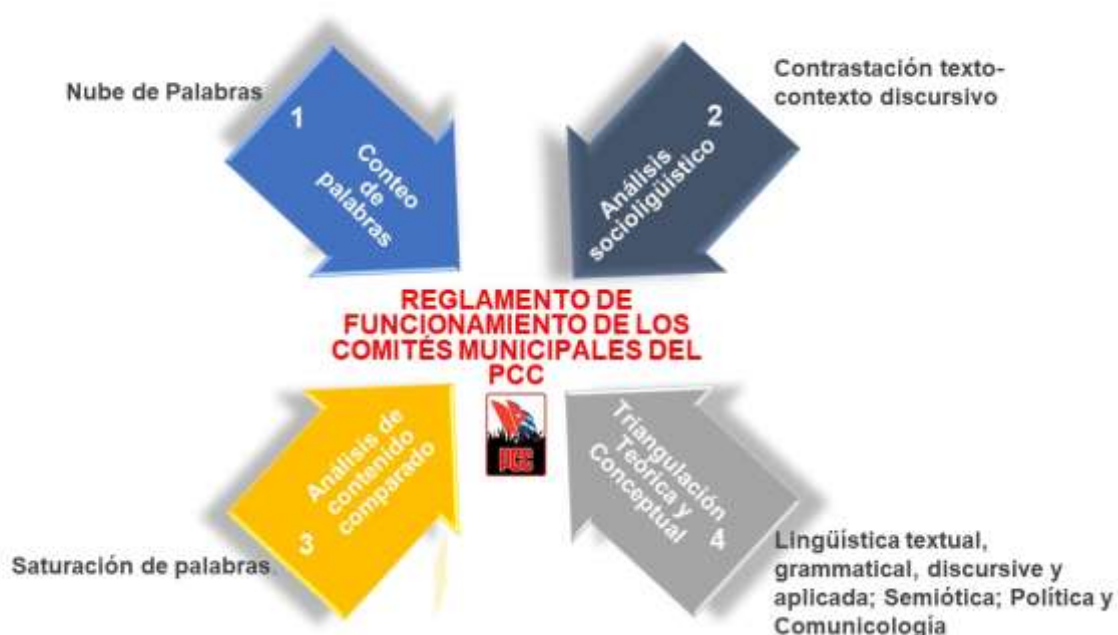 Nube de Palabras
1
Conteo
de
palabras
Contrastación texto-
contexto discursivo
2
Análisis
socioligüístico
REGLAMENTO DE
FUNCIONAMIENTO DE LOS
COMITÉS MUNICIPALES DEL
PCC
PCC
Análisis de
contenido
comparado
3
Saturación de palabras
Triangulación
Teórica y
Conceptual
4
Lingüística textual,
grammatical, discursive y
aplicada; Semiótica; Política y
Comunicología